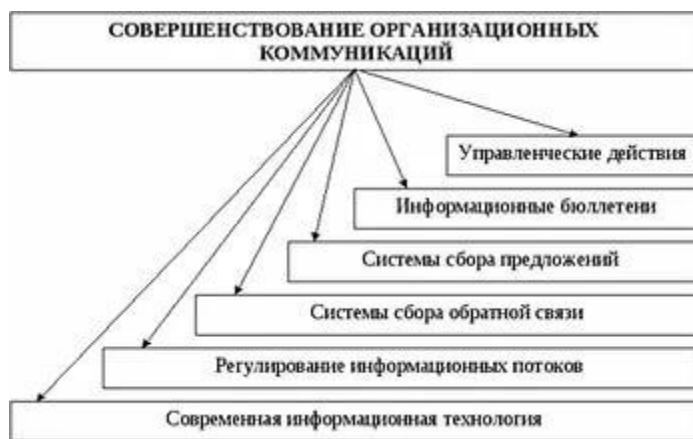 СОВЕРШЕНСТВОВАНИЕ ОРГАНИЗАЦИОННЫХ
КОММУНИКАЦИЙ
Управленческие действия
Информационные бюллетени
Системы сбора предложений
Системы сбора обратной связи
Регулирование информационных потоков
Современная информационная технология